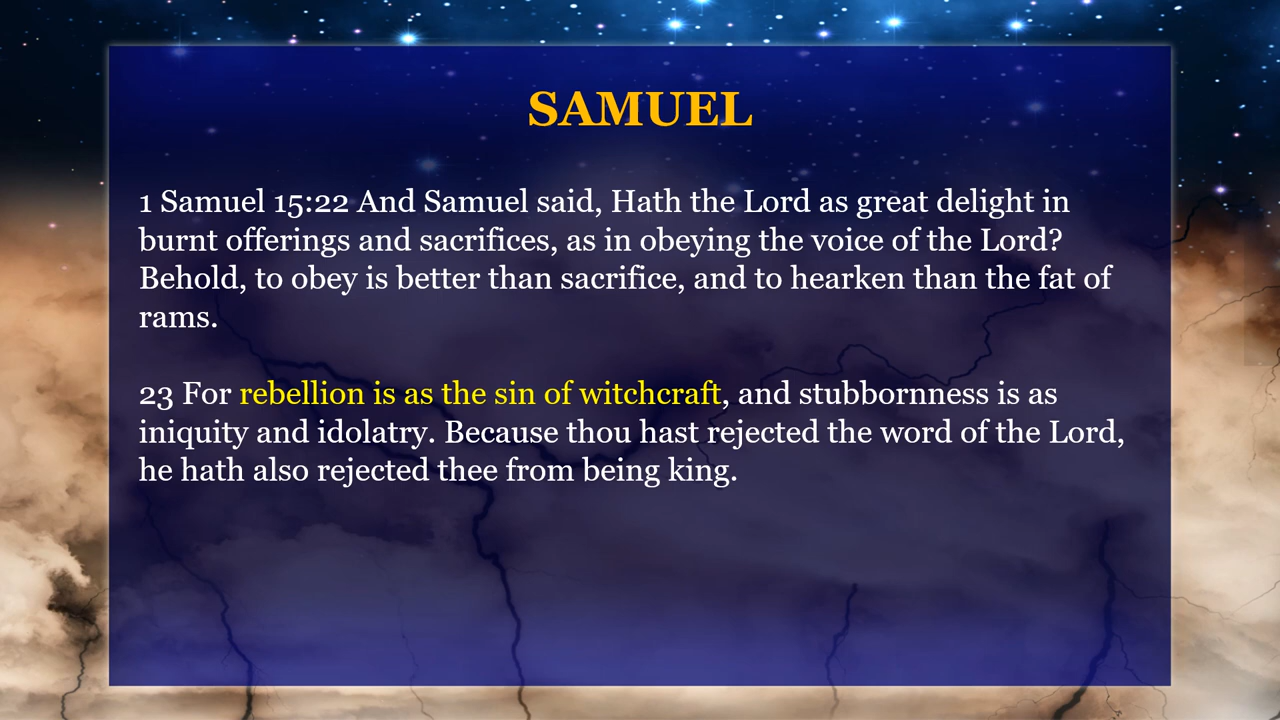 SAMUEL
1 Samuel 15:22 And Samuel said, Hath the Lord as great delight in
burnt offerings and sacrifices, as in obeying the voice of the Lord?
Behold, to obey is better than sacrifice, and to hearken than the fat of
rams.
23 For rebellion is as the sin of witchcraft, and stubbornness is as
iniquity and idolatry. Because thou hast rejected the word of the Lord,
he hath also rejected thee from being king.